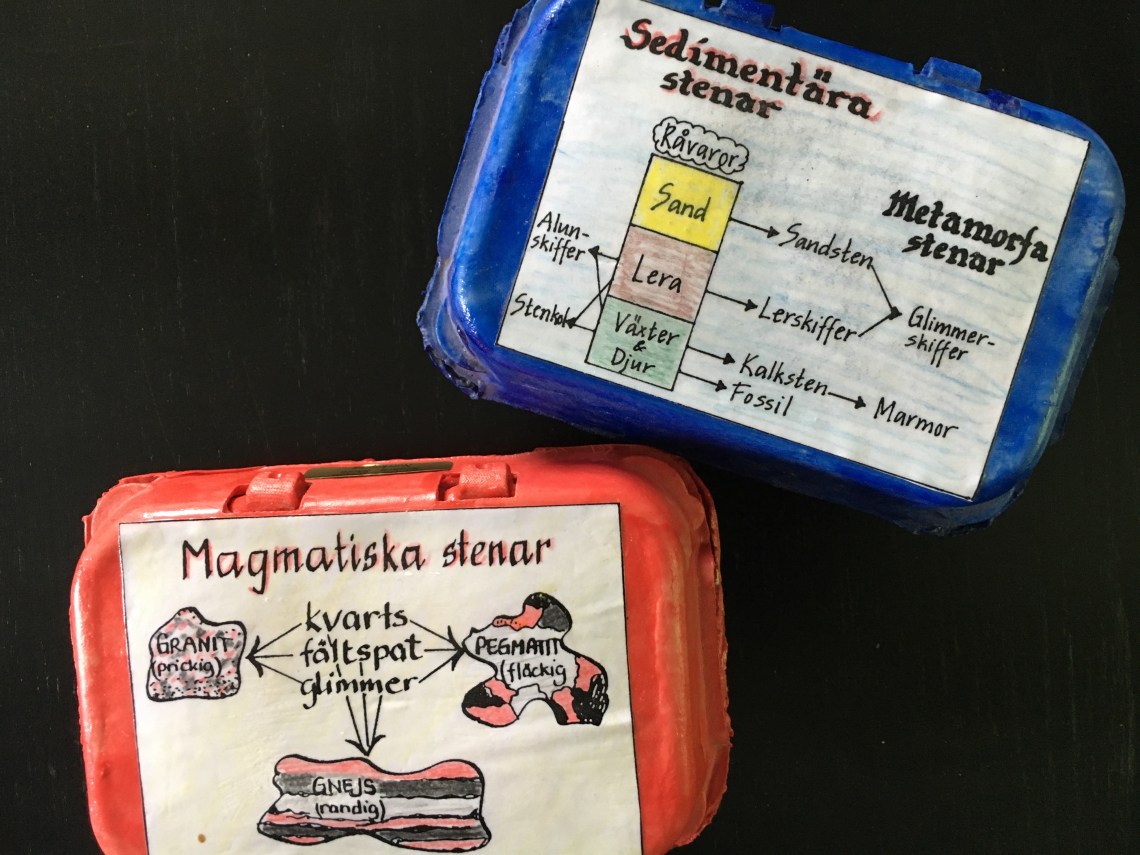 Sedimentära
stenar
Råvaror
Sand
Lera
Växter
&
Djur
Alun-
skiffer
Stenkol
Sandsten
Lerskiffer
Kalksten
Fossil
Metamorfa
stenar
Glimmer-
skiffer
Marmor
Magmatiska stenar
GRANIT
(prickig)
kvarts
fältspat
glimmer
PEGMATIT
(fläckig
GNEJS
(randig)